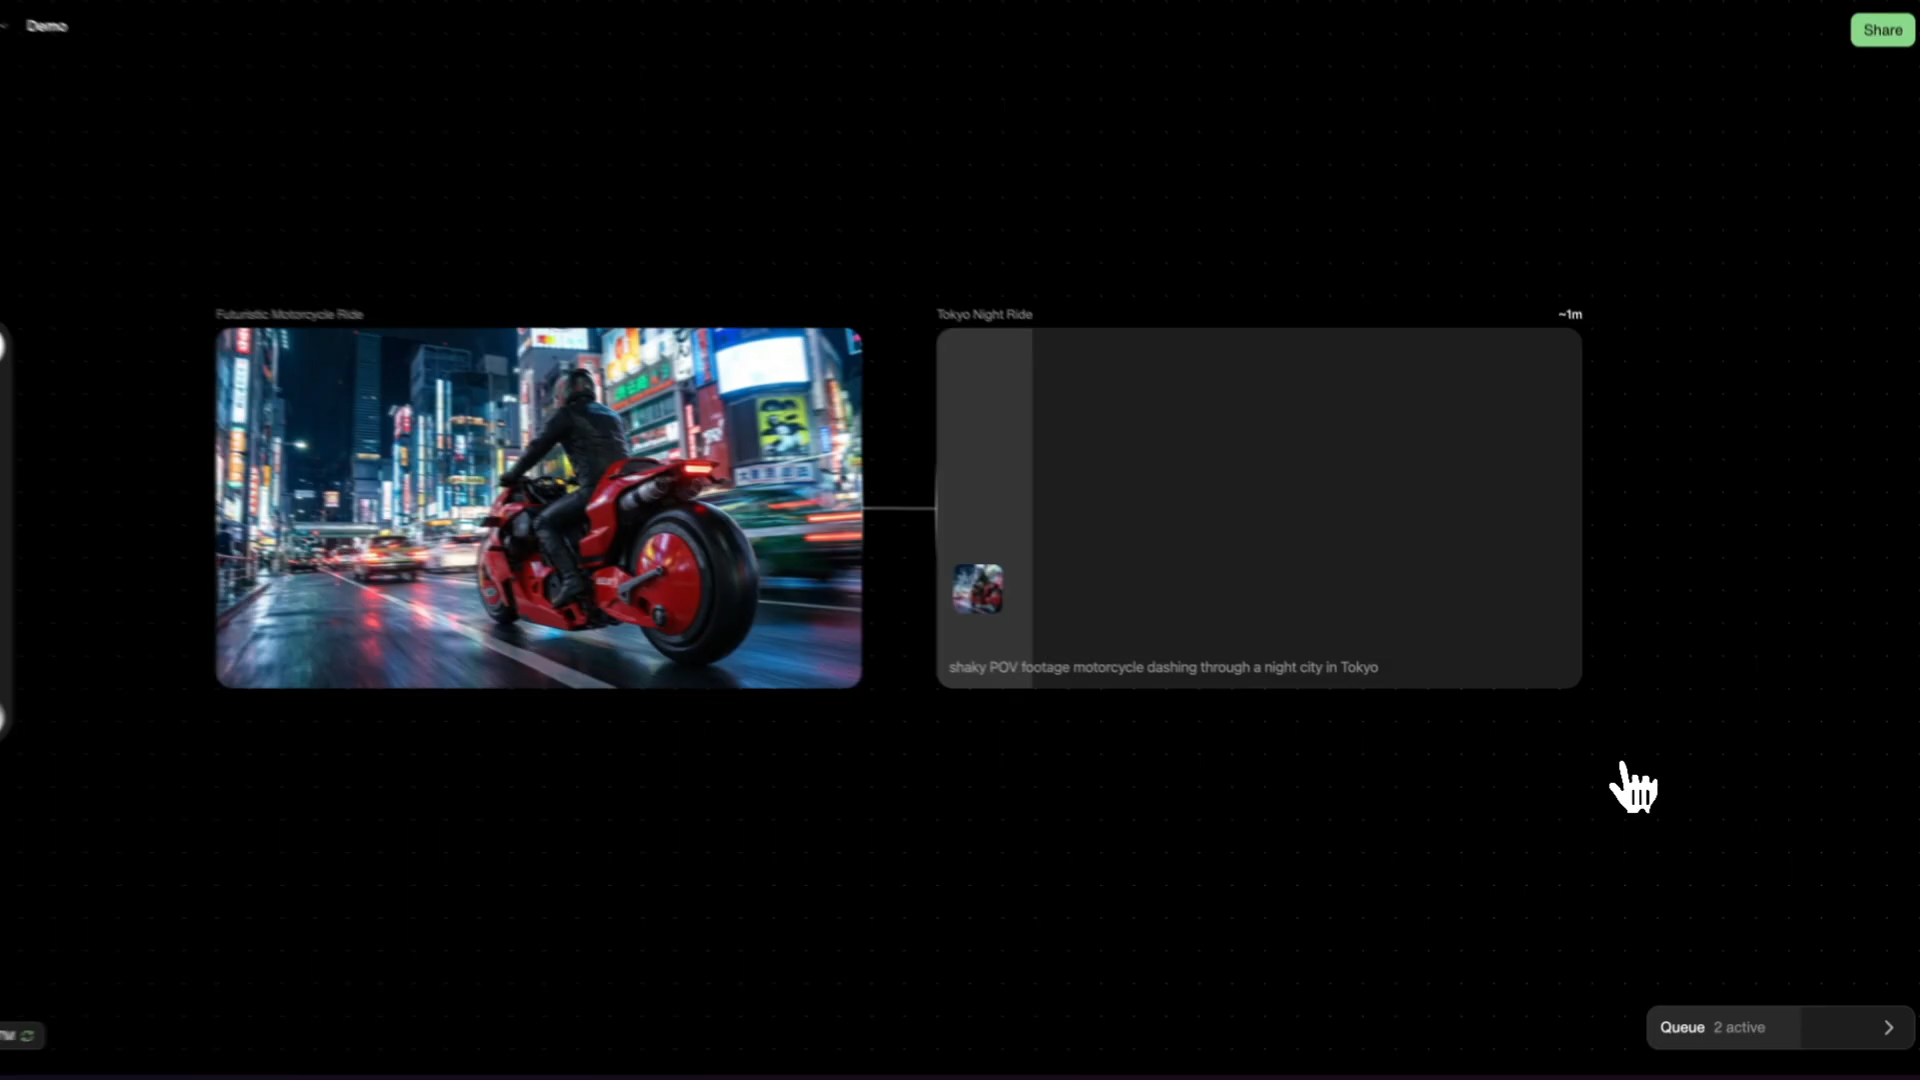 Demo
Share
Futuristic Motorcycle Ride
Tokyo Night Ride
~1m
shaky POV footage motorcycle dashing through a night city in Tokyo
Queue 2 active